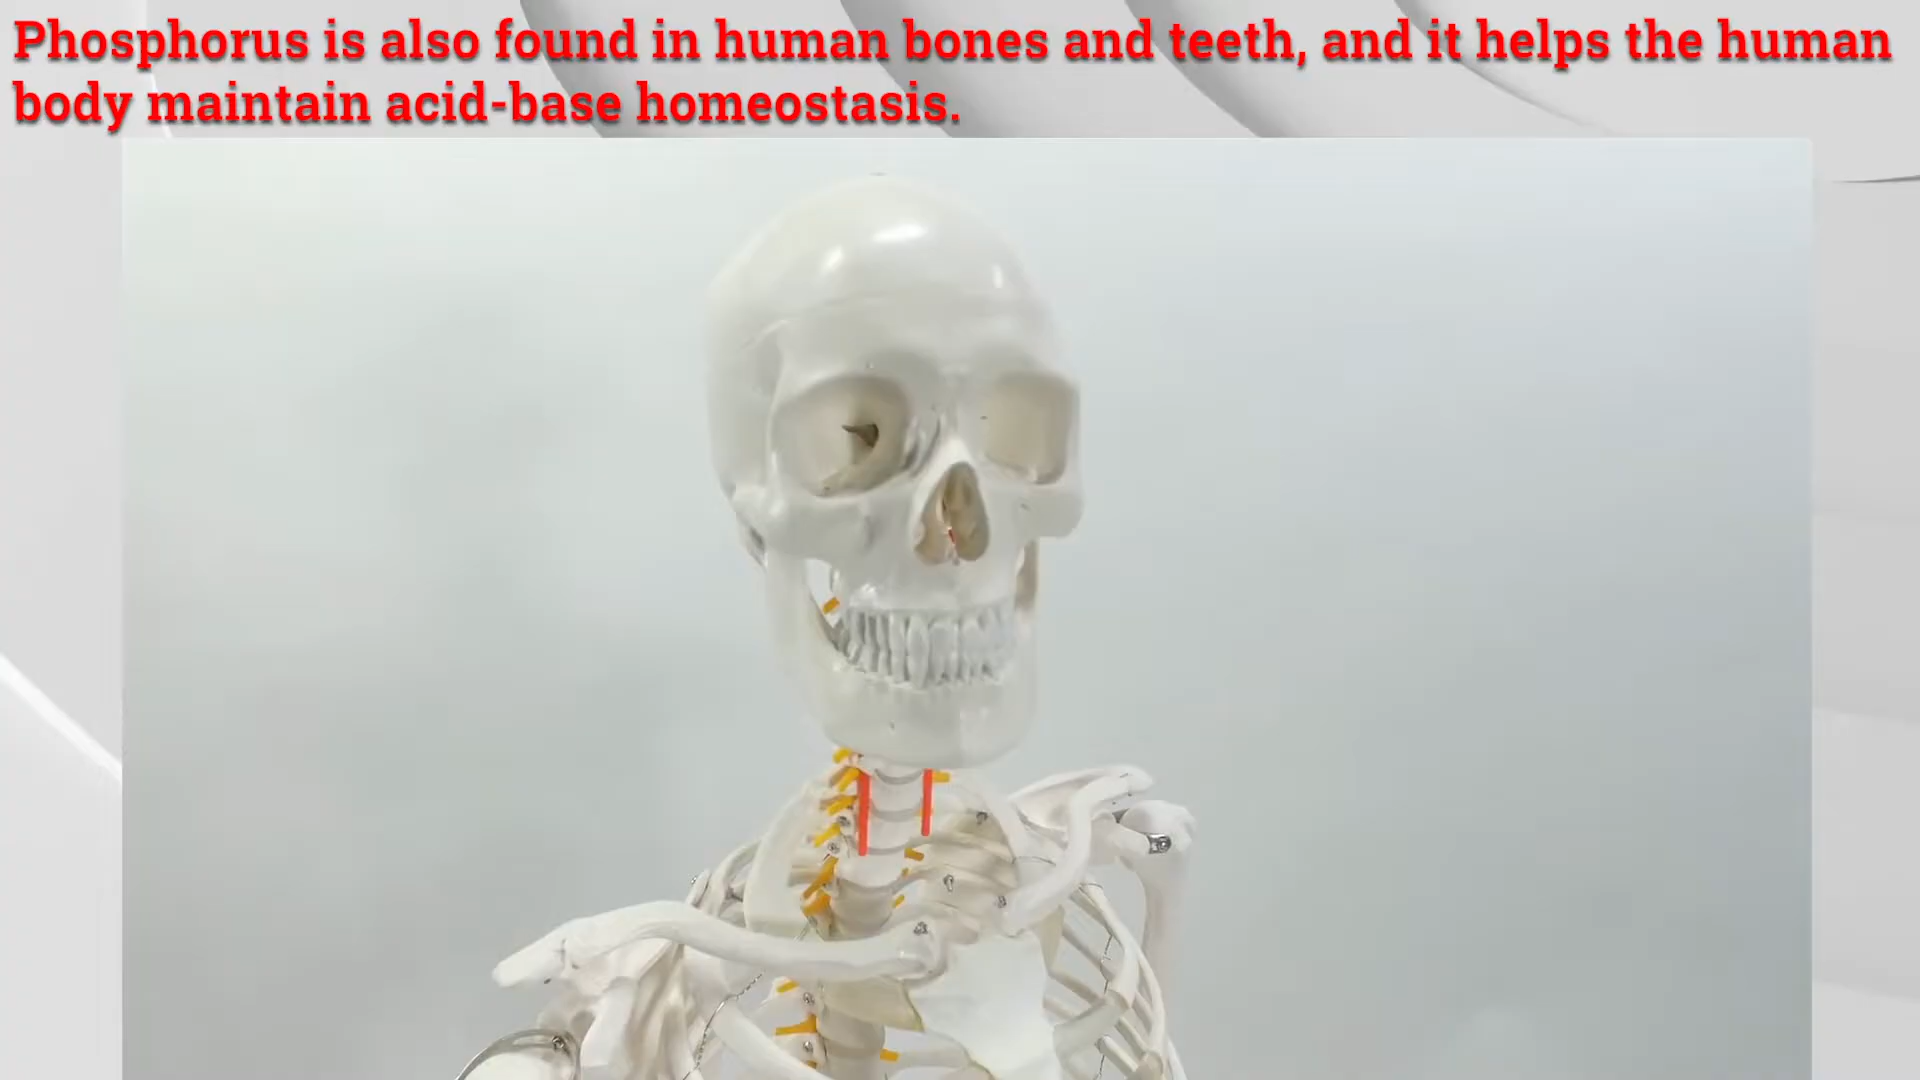 Phosphorus is also found in human bones and teeth, and it helps the human
body maintain acid-base homeostasis.